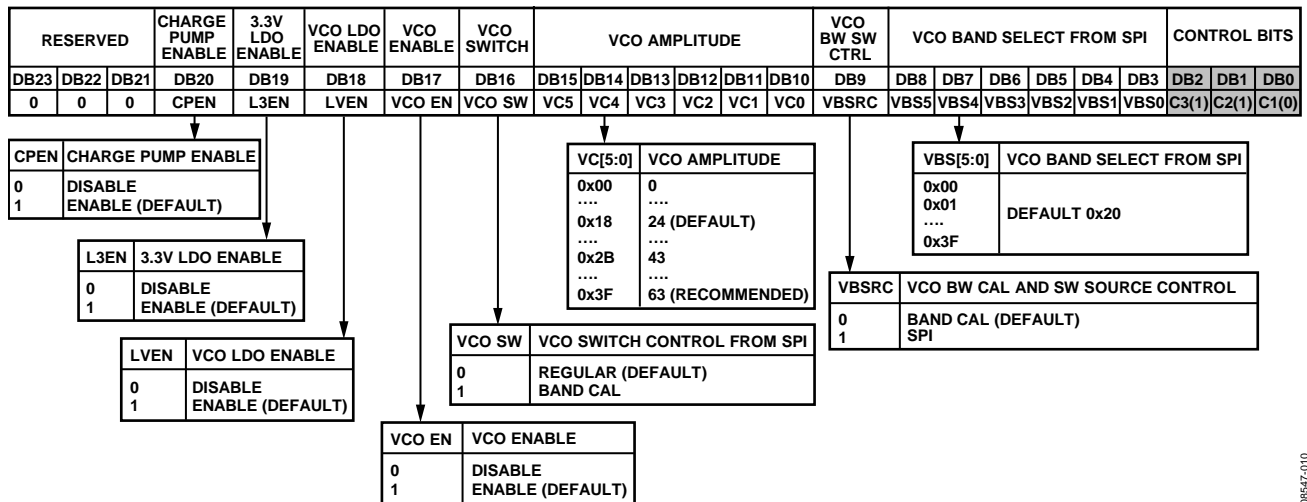 RESERVED CHARGE PUMP ENABLE 3.3V LDO ENABLE VCO LDO ENABLE VCO ENABLE VCO SWITCH VCO AMPLITUDE VCO BW SW CTRL VCO BAND SELECT FROM SPI CONTROL BITS
DB23 DB22 DB21 DB20 DB19 DB18 DB17 DB16 DB15 DB14 DB13 DB12 DB11 DB10 DB9 DB8 DB7 DB6 DB5 DB4 DB3 DB2 DB1 DB0
0 0 0 CPEN L3EN LVEN VCO EN VCO SW VC5 VC4 VC3 VC2 VC1 VC0 VBSRC VBS5 VBS4 VBS3 VBS2 VBS1 VBS0 C3(1) C2(1) C1(0)
CPEN CHARGE PUMP ENABLE
0 DISABLE
1 ENABLE (DEFAULT)
L3EN 3.3V LDO ENABLE
0 DISABLE
1 ENABLE (DEFAULT)
LVEN VCO LDO ENABLE
0 DISABLE
1 ENABLE (DEFAULT)
VCO EN VCO ENABLE
0 DISABLE
1 ENABLE (DEFAULT)
VCO SW VCO SWITCH CONTROL FROM SPI
0 REGULAR (DEFAULT)
1 BAND CAL
VC[5:0] VCO AMPLITUDE
0x00 0
.... ....
0x18 24 (DEFAULT)
.... ....
0x2B 43
.... ....
0x3F 63 (RECOMMENDED)
VBSRC VCO BW CAL AND SW SOURCE CONTROL
0 BAND CAL (DEFAULT)
1 SPI
VBS[5:0] VCO BAND SELECT FROM SPI
0x00
0x01
....
0x3F
DEFAULT 0x20
08547-010